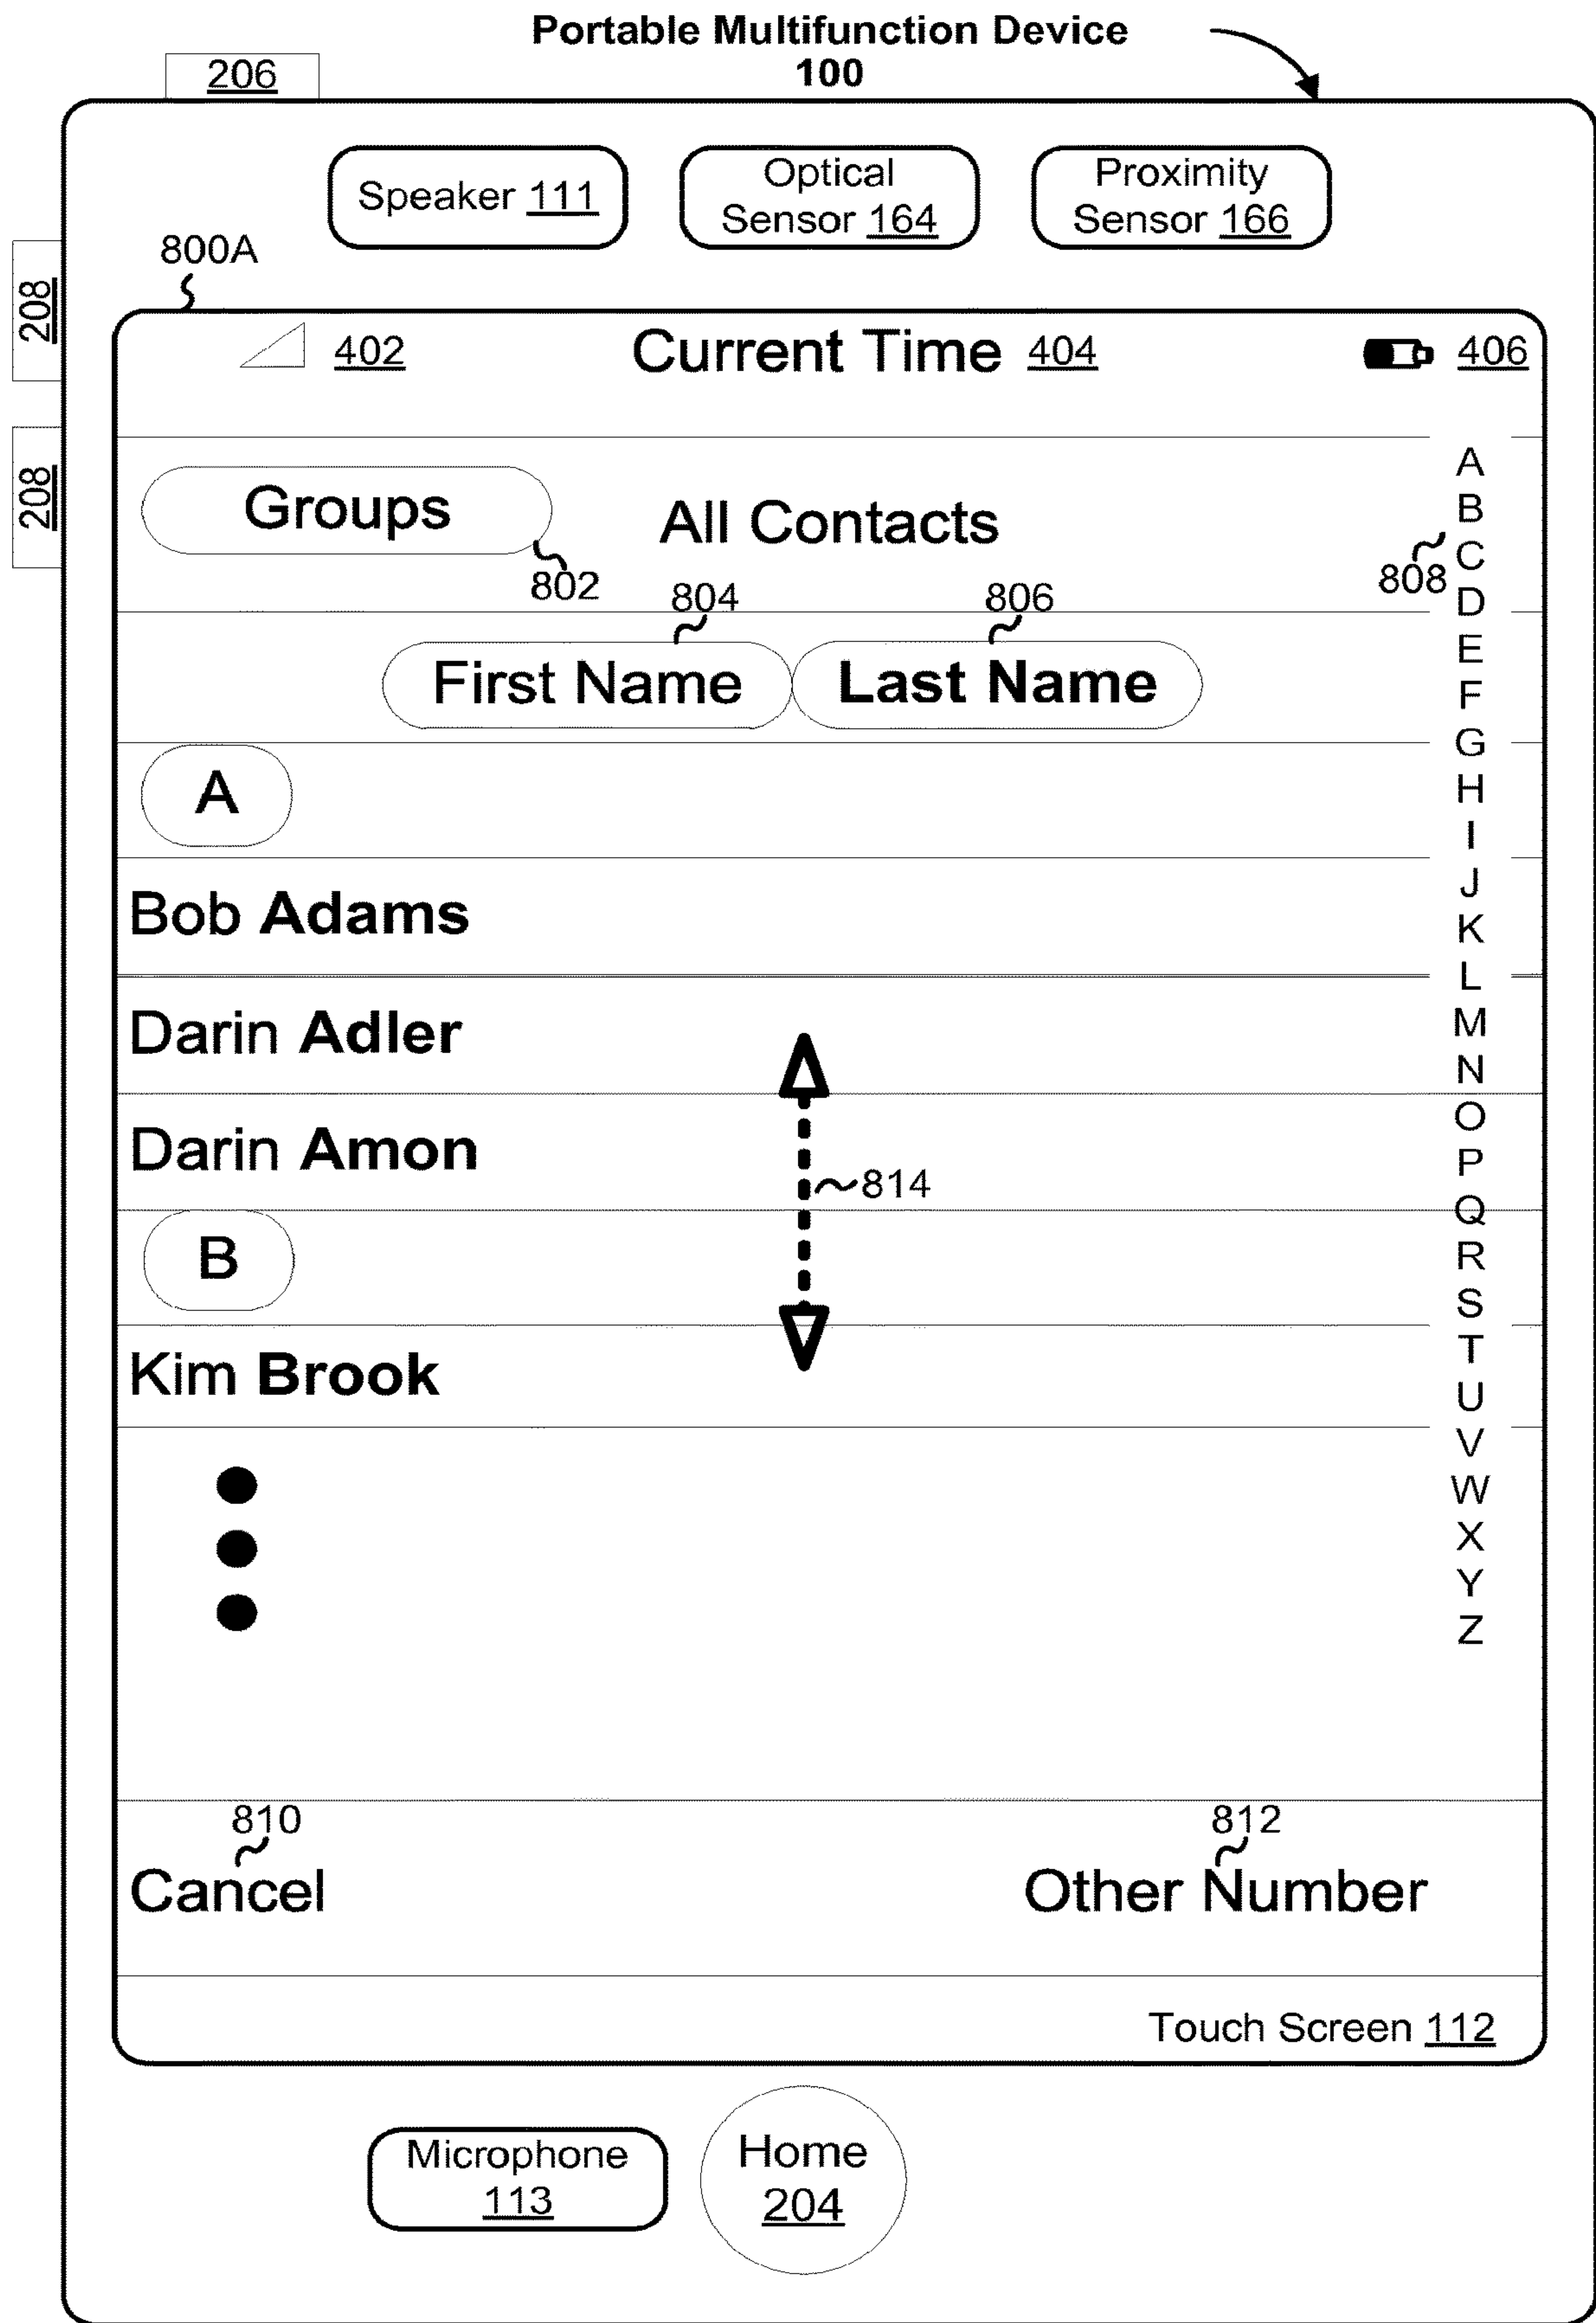 Portable Multifunction Device
100
206
Speaker 111
Optical
Sensor 164
Proximity
Sensor 166
800A
208
208
402
Current Time 404
406
Groups
All Contacts
802
804
806
808
First Name
Last Name
A
Bob Adams
Darin Adler
Darin Amon
814
B
Kim Brook
A
B
C
D
E
F
G
H
I
J
K
L
M
N
O
P
Q
R
S
T
U
V
W
X
Y
Z
810
812
Cancel
Other Number
Touch Screen 112
Microphone
113
Home
204